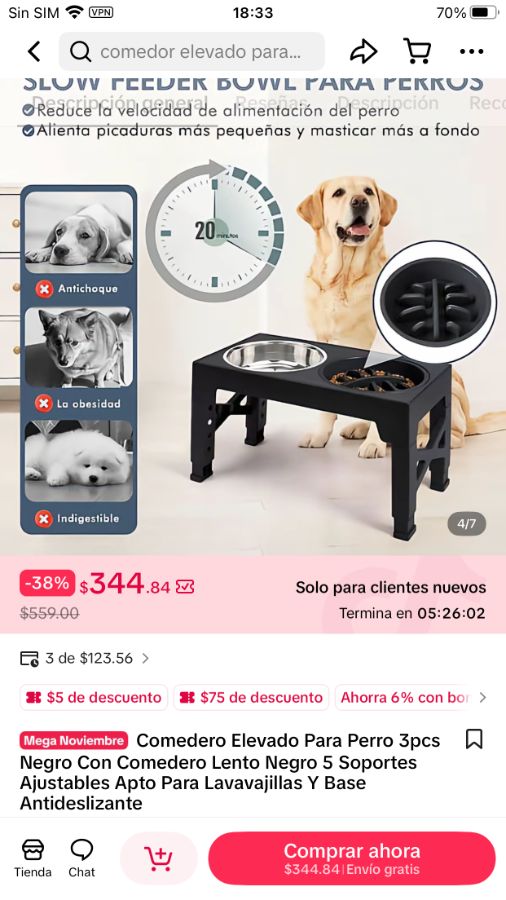 Sin SIM VPN 18:33 70%
comedor elevado para...
SLOW FEEDER BOWL PARA PERROS
Descripción general Reseñas Descripción Reco
Reduce la velocidad de alimentación del perro
Alienta picaduras más pequeñas y masticar más a fondo
20 minutos
Antichoque
La obesidad
Indigestible
4/7
-38% $344.84
$559.00
Solo para clientes nuevos
Termina en 05:26:02
3 de $123.56
$5 de descuento $75 de descuento Ahorra 6% con bon
Mega Noviembre Comedero Elevado Para Perro 3pcs
Negro Con Comedero Lento Negro 5 Soportes
Ajustables Apto Para Lavavajillas Y Base
Antideslizante
Tienda Chat
Comprar ahora
$344.84 | Envío gratis